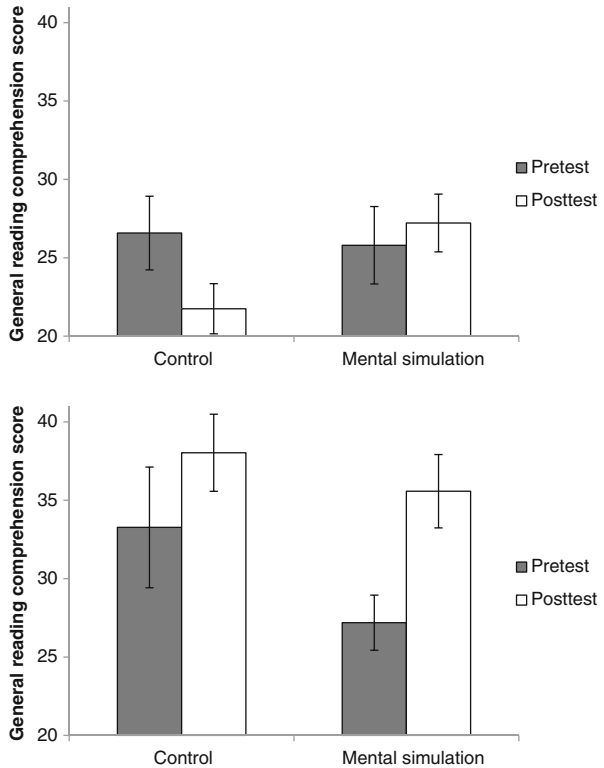 General reading comprehension score
40
35
30
25
20
Control
Mental simulation
Pretest
Posttest
General reading comprehension score
40
35
30
25
20
Control
Mental simulation
Pretest
Posttest